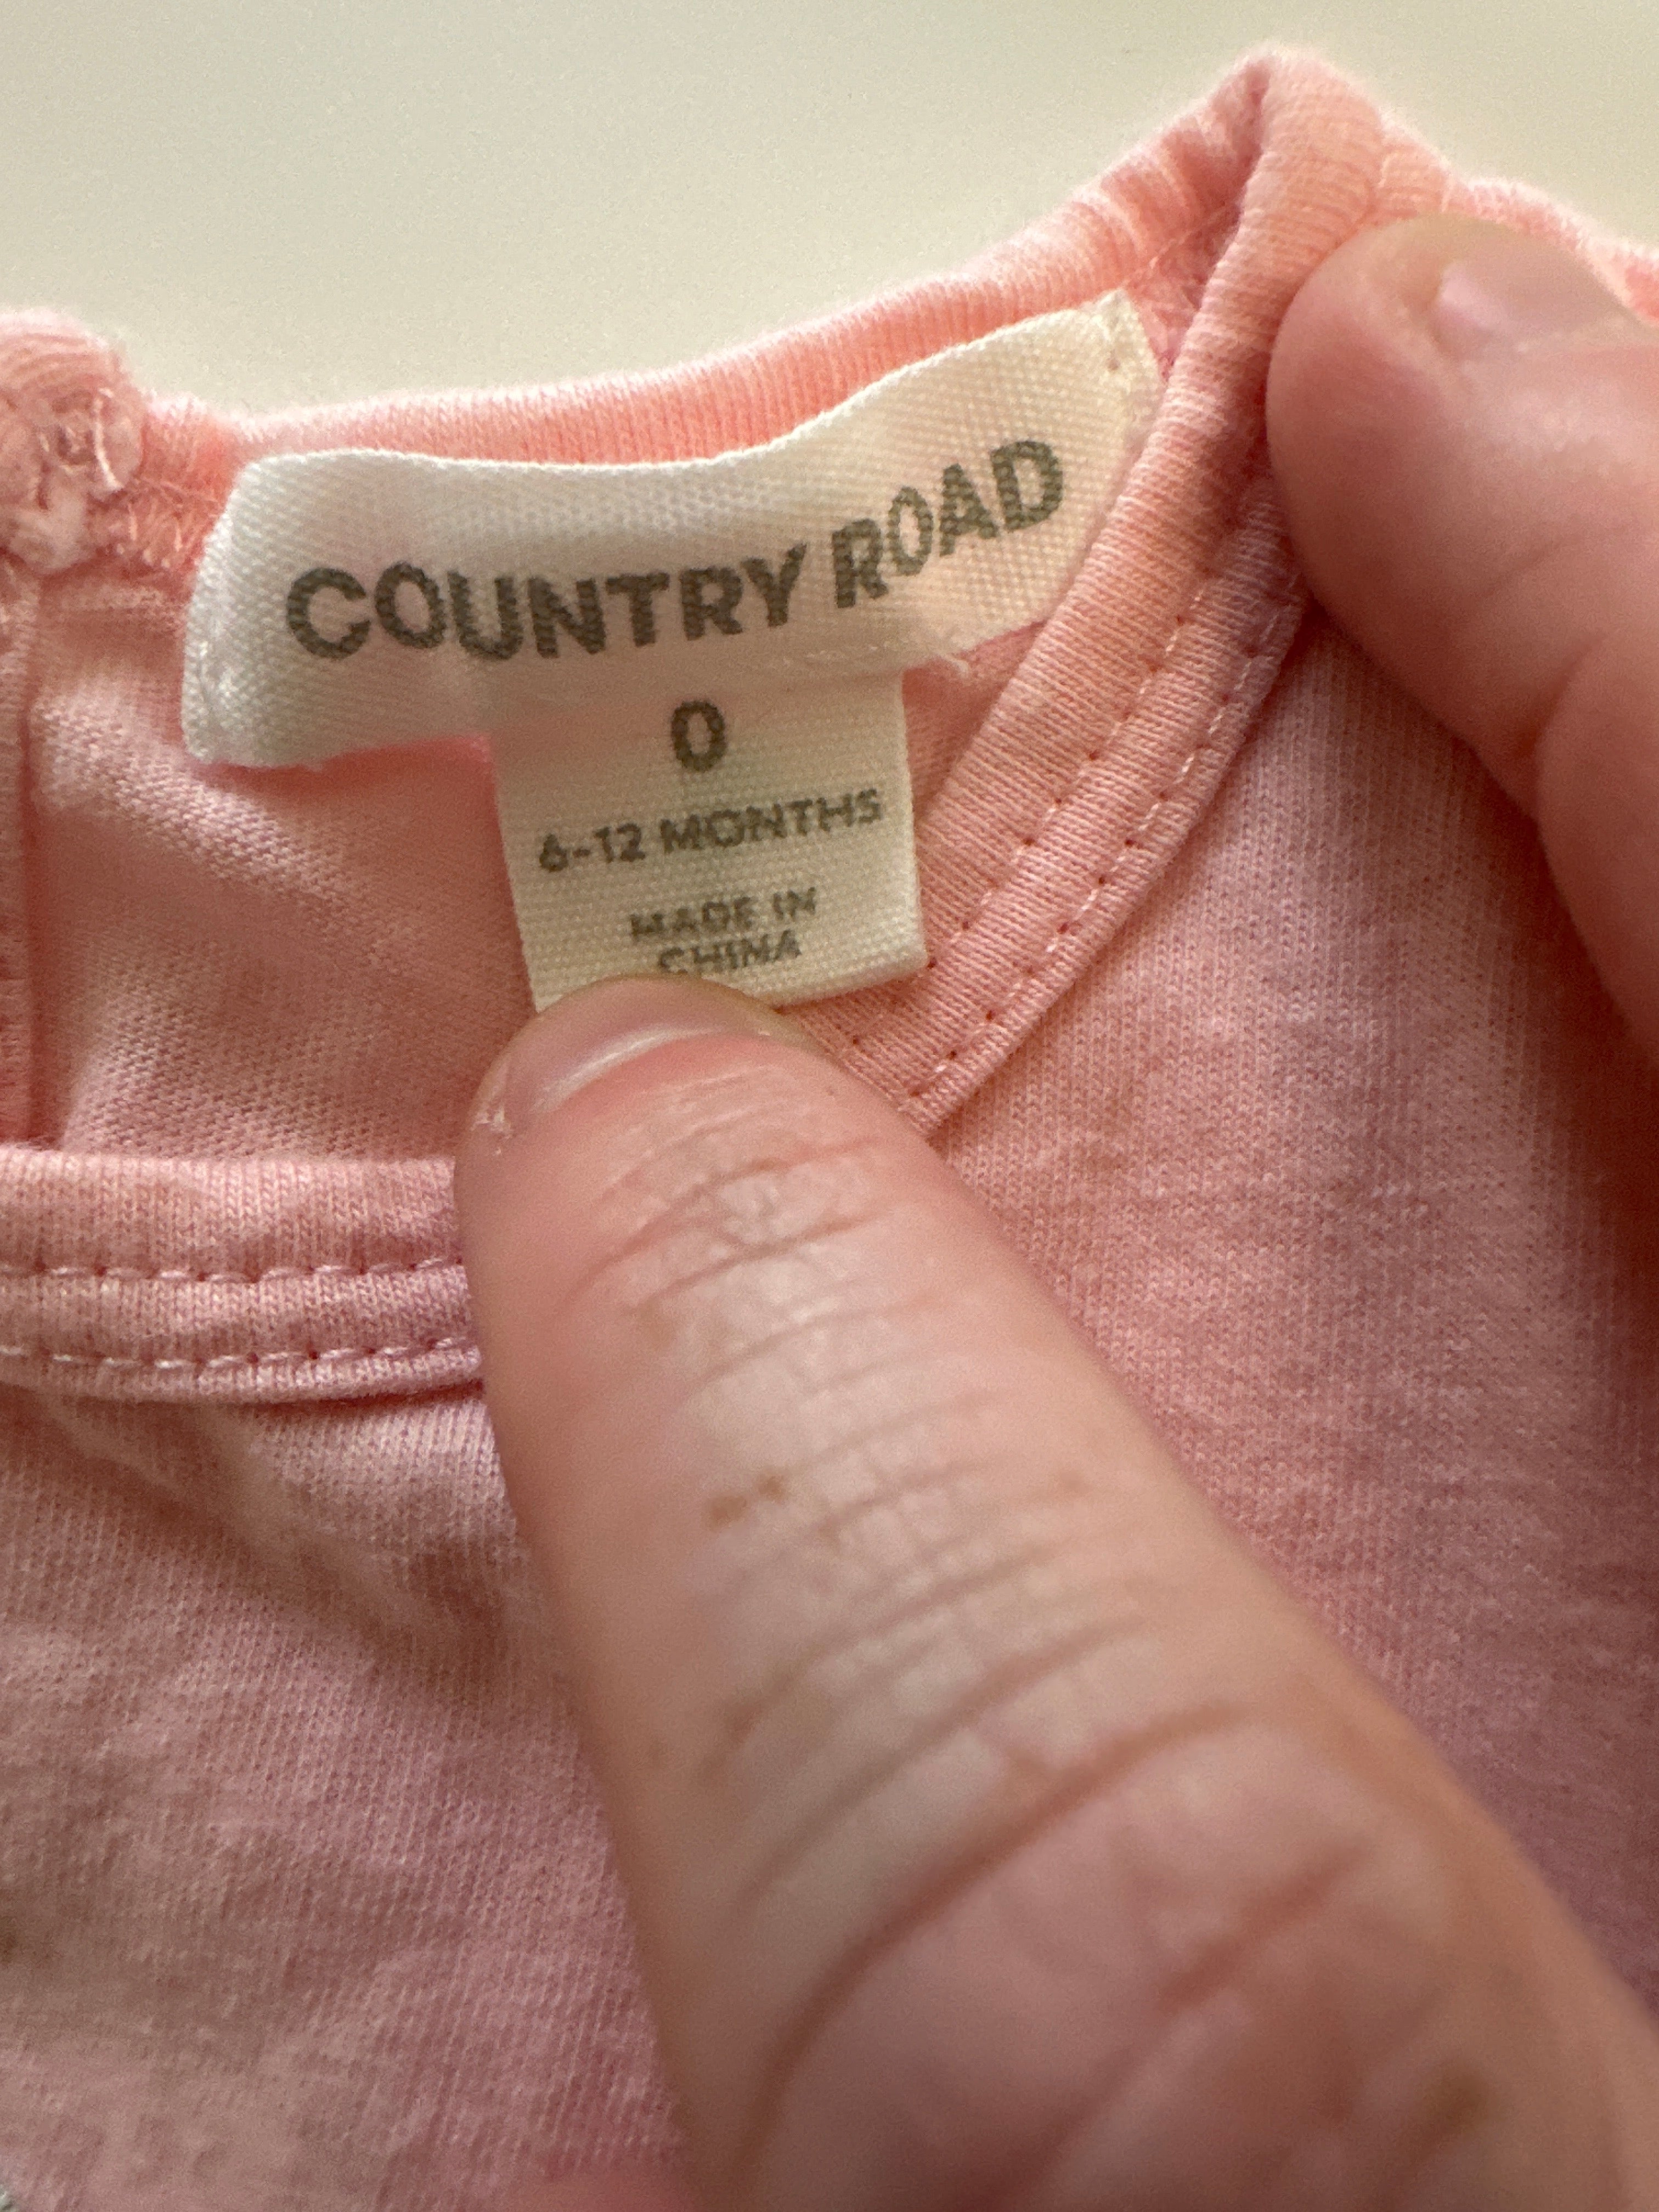 COUNTRY ROAD
0
6-12 MONTHS
MADE IN
CHINA